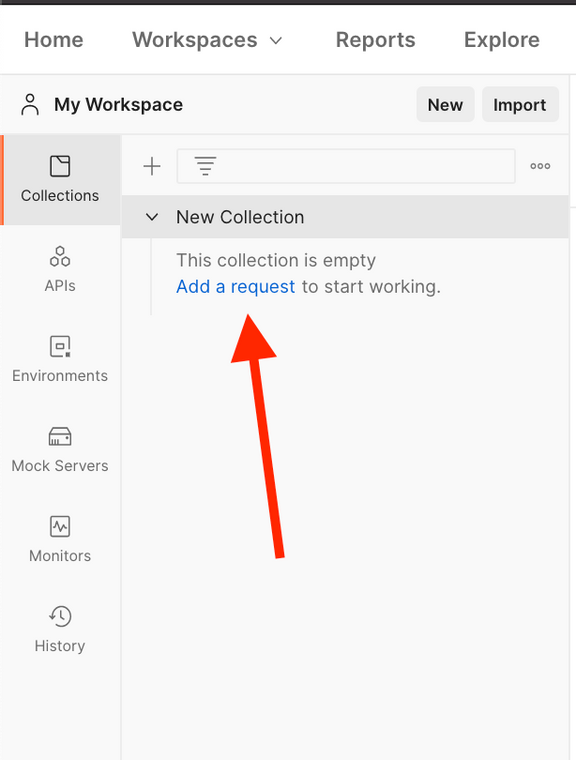 Home Workspaces Reports Explore
My Workspace New Import
Collections
New Collection
This collection is empty
Add a request to start working.
APIs
Environments
Mock Servers
Monitors
History